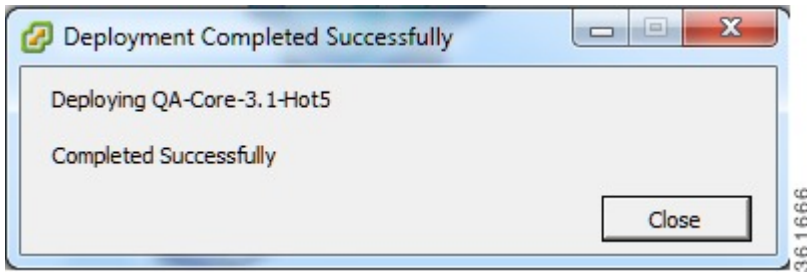 Deployment Completed Successfully
Deploying QA-Core-3.1-Hot5
Completed Successfully
Close
361666